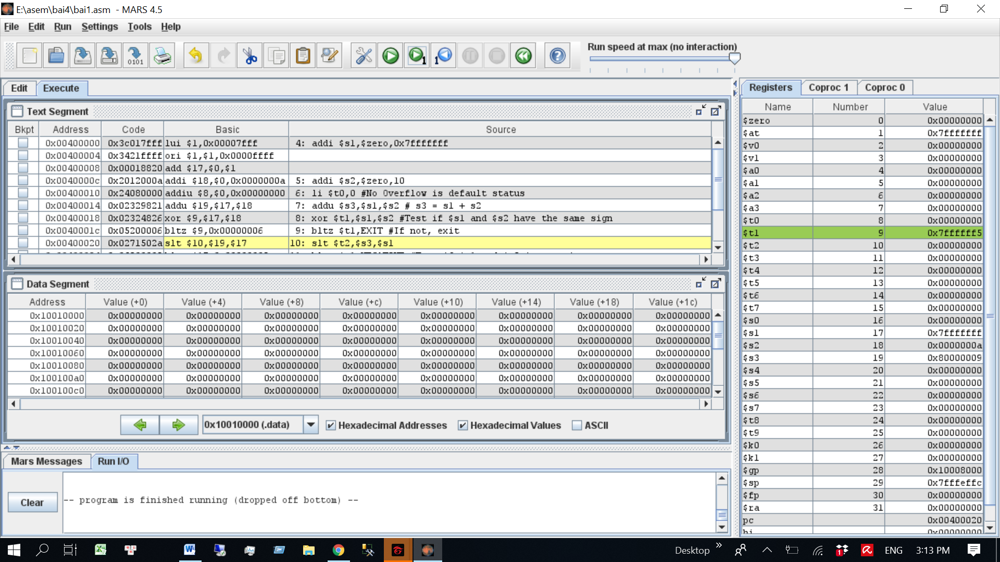 E:\asem\bai4\bai1.asm - MARS 4.5
File Edit Run Settings Tools Help
Run speed at max (no interaction)
Edit Execute
Text Segment
Bkpt Address Code Basic Source
0x00400000 0x3c017fff lui $1,0x00007fff 4: addi $s1,$zero,0x7fffffff
0x00400004 0x3421ffff ori $1,$1,0x0000ffff
0x00400008 0x00018820 add $17,$0,$1
0x0040000c 0x2012000a addi $18,$0,0x0000000a 5: addi $s2,$zero,10
0x00400010 0x24080000 addiu $8,$0,0x00000000 6: li $t0,0 #No Overflow is default status
0x00400014 0x02329821 addu $19,$17,$18 7: addu $s3,$s1,$s2 # s3 = s1 + s2
0x00400018 0x02324826 xor $9,$17,$18 8: xor $t1,$s1,$s2 #Test if $s1 and $s2 have the same sign
0x0040001c 0x05200006 bltz $9,0x00000006 9: bltz $t1,EXIT #If not, exit
0x00400020 0x0271502a slt $10,$19,$17 10: slt $t2,$s3,$s1
Data Segment
Address Value (+0) Value (+4) Value (+8) Value (+c) Value (+10) Value (+14) Value (+18) Value (+1c)
0x10010000 0x00000000 0x00000000 0x00000000 0x00000000 0x00000000 0x00000000 0x00000000 0x00000000
0x10010020 0x00000000 0x00000000 0x00000000 0x00000000 0x00000000 0x00000000 0x00000000 0x00000000
0x10010040 0x00000000 0x00000000 0x00000000 0x00000000 0x00000000 0x00000000 0x00000000 0x00000000
0x10010060 0x00000000 0x00000000 0x00000000 0x00000000 0x00000000 0x00000000 0x00000000 0x00000000
0x10010080 0x00000000 0x00000000 0x00000000 0x00000000 0x00000000 0x00000000 0x00000000 0x00000000
0x100100a0 0x00000000 0x00000000 0x00000000 0x00000000 0x00000000 0x00000000 0x00000000 0x00000000
0x100100c0 0x00000000 0x00000000 0x00000000 0x00000000 0x00000000 0x00000000 0x00000000 0x00000000
0x10010000 (.data) Hexadecimal Addresses Hexadecimal Values ASCII
Mars Messages Run I/O
Clear
-- program is finished running (dropped off bottom) --
Registers Coproc 1 Coproc 0
Name Number Value
$zero 0 0x00000000
$at 1 0x7fffffff
$v0 2 0x00000000
$v1 3 0x00000000
$a0 4 0x00000000
$a1 5 0x00000000
$a2 6 0x00000000
$a3 7 0x00000000
$t0 8 0x00000000
$t1 9 0x7ffffff5
$t2 10 0x00000000
$t3 11 0x00000000
$t4 12 0x00000000
$t5 13 0x00000000
$t6 14 0x00000000
$t7 15 0x00000000
$s0 16 0x00000000
$s1 17 0x7fffffff
$s2 18 0x0000000a
$s3 19 0x80000009
$s4 20 0x00000000
$s5 21 0x00000000
$s6 22 0x00000000
$s7 23 0x00000000
$t8 24 0x00000000
$t9 25 0x00000000
$k0 26 0x00000000
$k1 27 0x00000000
$gp 28 0x10008000
$sp 29 0x7fffeffc
$fp 30 0x00000000
$ra 31 0x00000000
pc 0x00400020
hi 0x00000000
Desktop ENG 3:13 PM